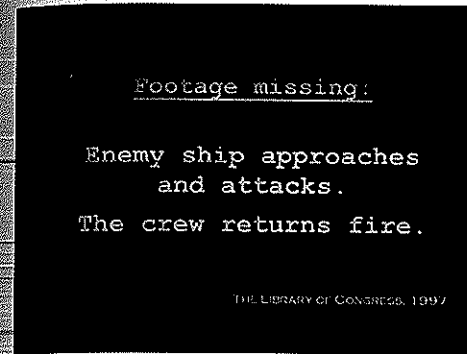 Footage missing:
Enemy ship approaches
and attacks.
The crew returns fire.
THE LIBRARY OF CONGRESS, 1997